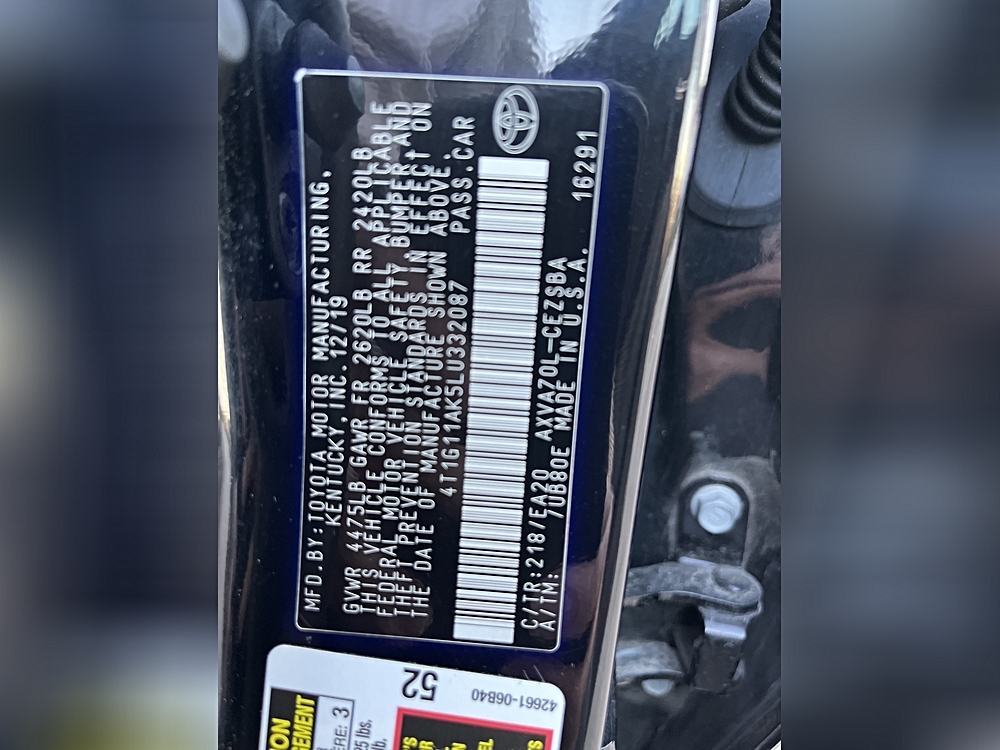 MFD.BY:TOYOTA MOTOR MANUFACTURING,
KENTUCKY,INC. 12/19
GVWR 4475LB GAWR FR 2620LB RR 2420LB
THIS VEHICLE CONFORMS TO ALL APPLICABLE
FEDERAL MOTOR VEHICLE SAFETY,BUMPER AND
THEFT PREVENTION STANDARDS IN EFFECT ON
THE DATE OF MANUFACTURE SHOWN ABOVE.
4T1G11AK5LU332087 PASS.CAR
C/TR:218/EA20 AXVA70L-CEZSBA
A/TM: 7UB80E MADE IN U.S.A. 16291
52
42661-06B40